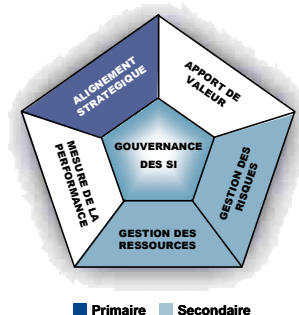 ALIGNEMENT
STRATEGIQUE
APPORT DE
VALEUR
MESURE DE LA
PERFORMANCE
GOUVERNANCE
DES SI
GESTION DES
RISQUES
GESTION DES
RESSOURCES
Primaire Secondaire